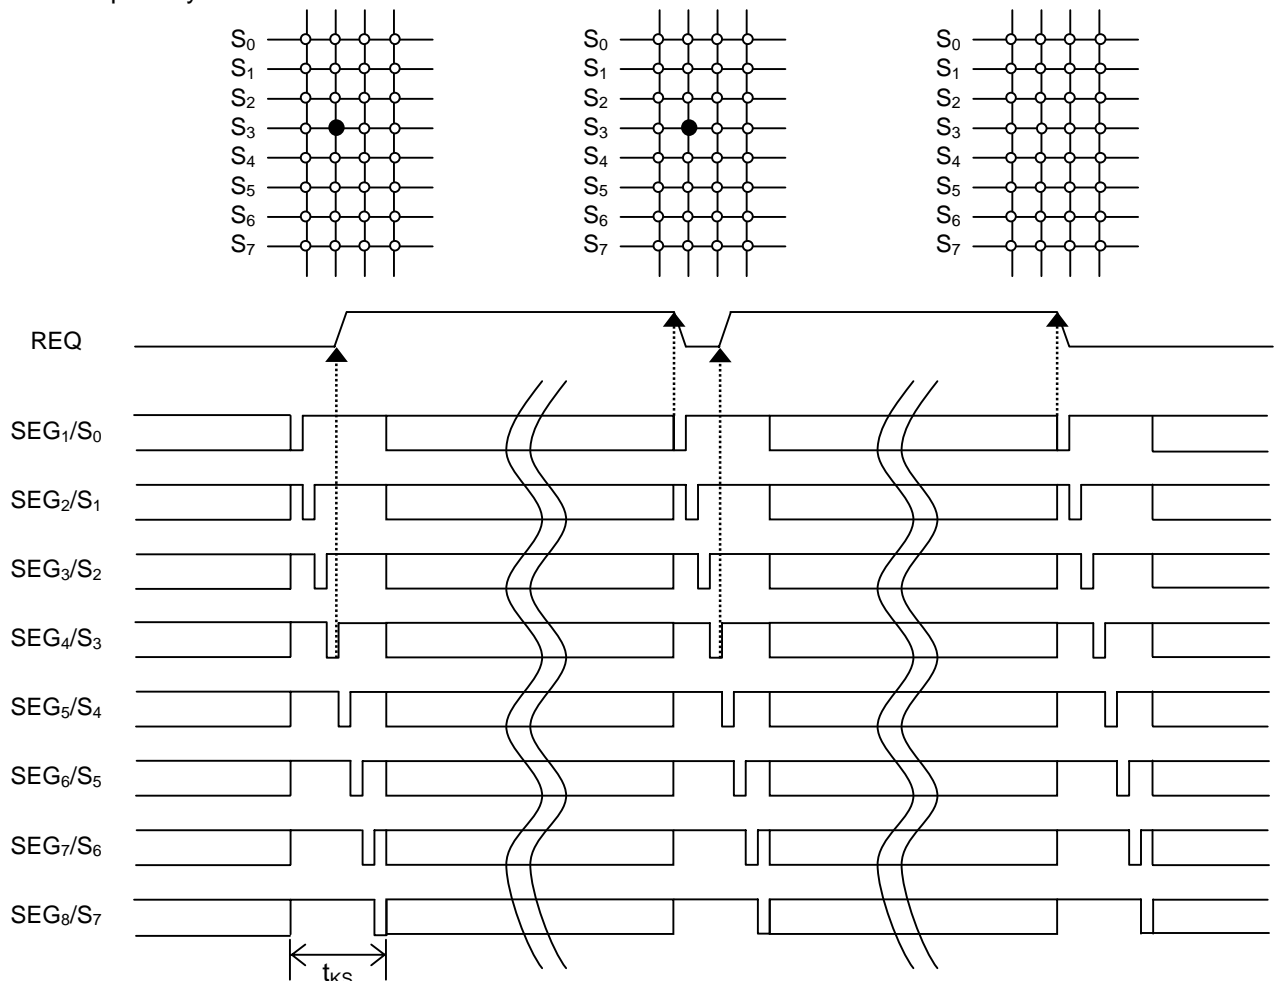 S₀ S₀ S₀
S₁ S₁ S₁
S₂ S₂ S₂
S₃ S₃ S₃
S₄ S₄ S₄
S₅ S₅ S₅
S₆ S₆ S₆
S₇ S₇ S₇
REQ
SEG₁/S₀
SEG₂/S₁
SEG₃/S₂
SEG₄/S₃
SEG₅/S₄
SEG₆/S₅
SEG₇/S₆
SEG₈/S₇
tKS